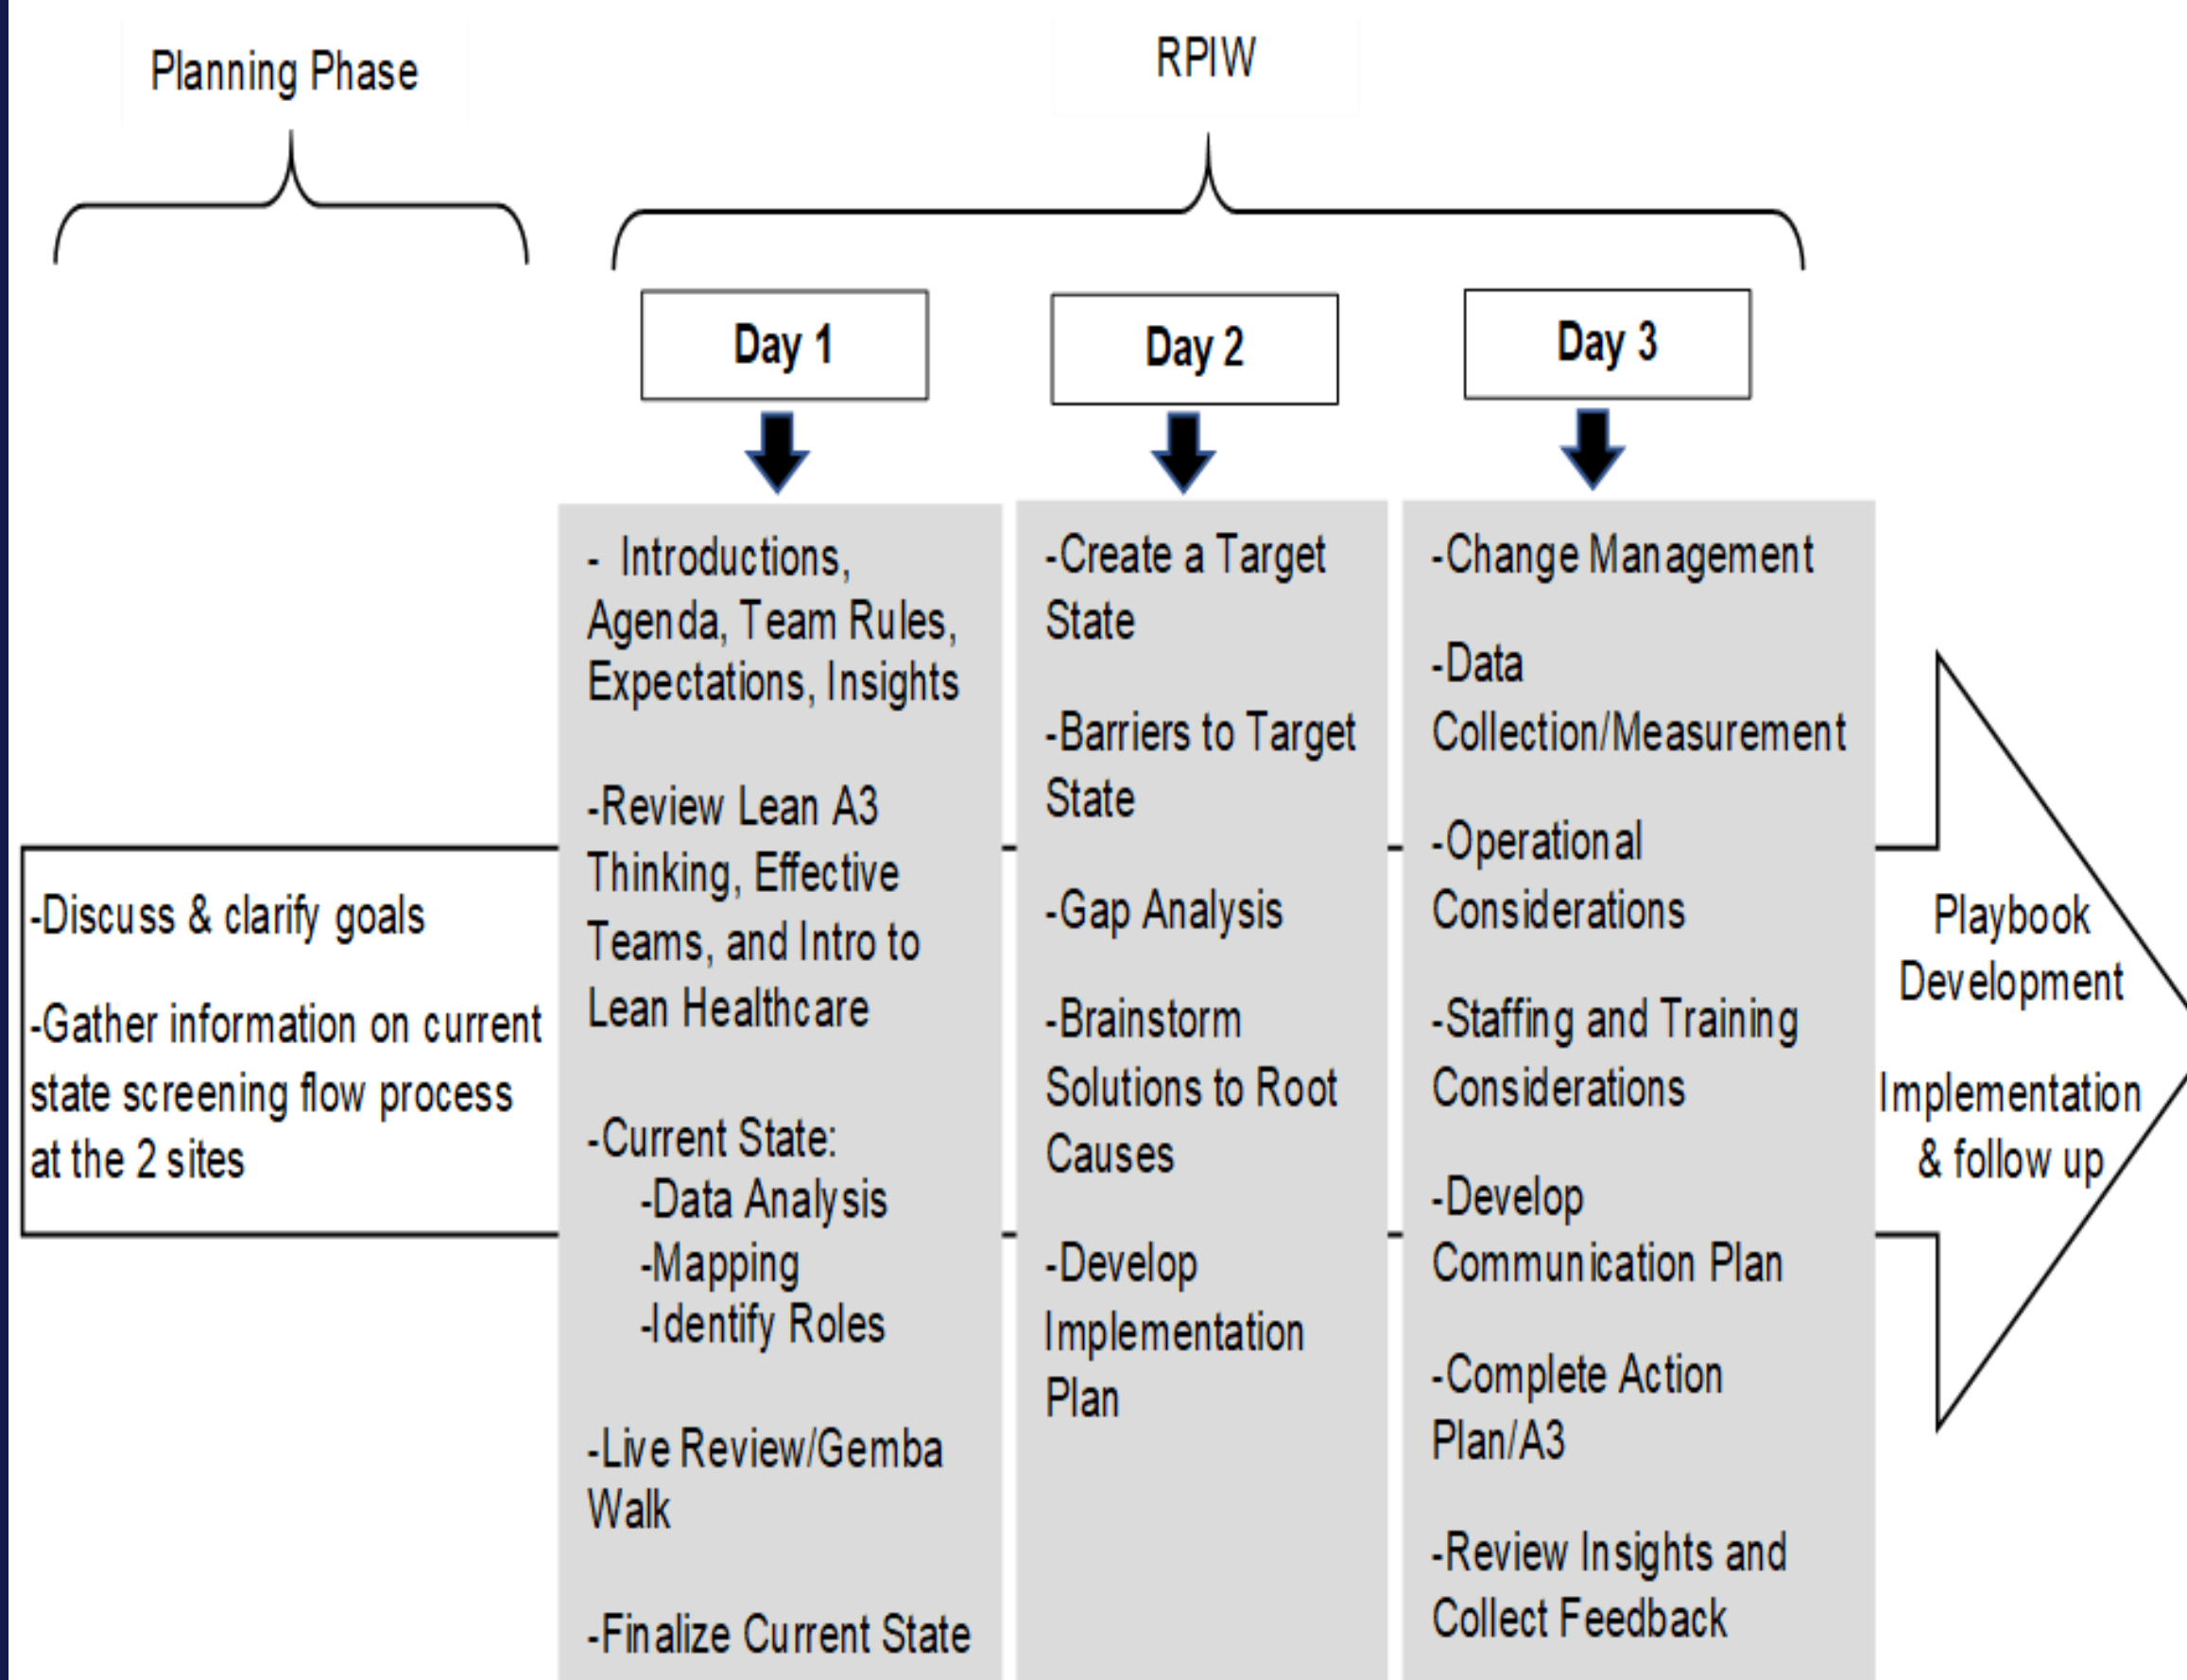 Planning Phase
RPIW
-Discuss & clarify goals
-Gather information on current
state screening flow process
at the 2 sites
Day 1
- Introductions,
Agenda, Team Rules,
Expectations, Insights
-Review Lean A3
Thinking, Effective
Teams, and Intro to
Lean Healthcare
-Current State:
-Data Analysis
-Mapping
-Identify Roles
-Live Review/Gemba
Walk
-Finalize Current State
Day 2
-Create a Target
State
-Barriers to Target
State
-Gap Analysis
-Brainstorm
Solutions to Root
Causes
-Develop
Implementation
Plan
Day 3
-Change Management
-Data
Collection/Measurement
-Operational
Considerations
-Staffing and Training
Considerations
-Develop
Communication Plan
-Complete Action
Plan/A3
-Review Insights and
Collect Feedback
Playbook
Development
Implementation
& follow up